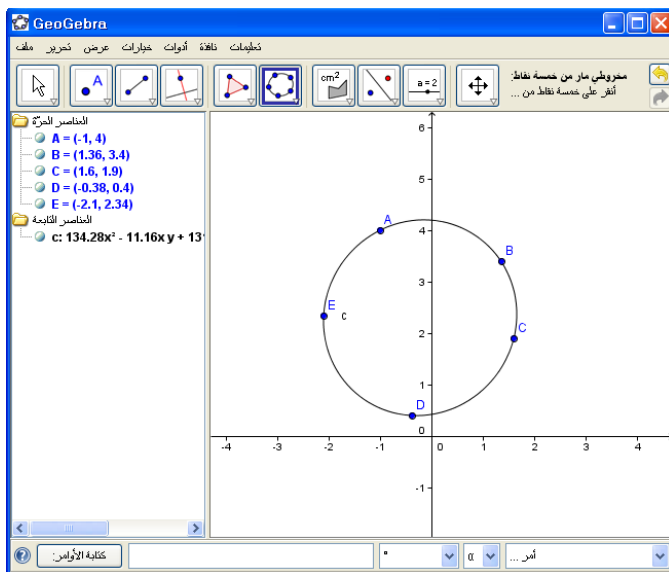 GeoGebra
ملف تحرير عرض خيارات أدوات نافذة تعليمات
A
cm²
a = 2
مخروطي مار من خمسة نقاط:
أنقر على خمسة نقاط من ...
العناصر الحرّة
A = (-1, 4)
B = (1.36, 3.4)
C = (1.6, 1.9)
D = (-0.38, 0.4)
E = (-2.1, 2.34)
العناصر التابعة
c: 134.28x² - 11.16x y + 13
6
5
4
3
2
1
0
-1
-4 -3 -2 -1 0 1 2 3 4
A
B
C
D
E
c
كتابة الأوامر:
°
α
أمر ...